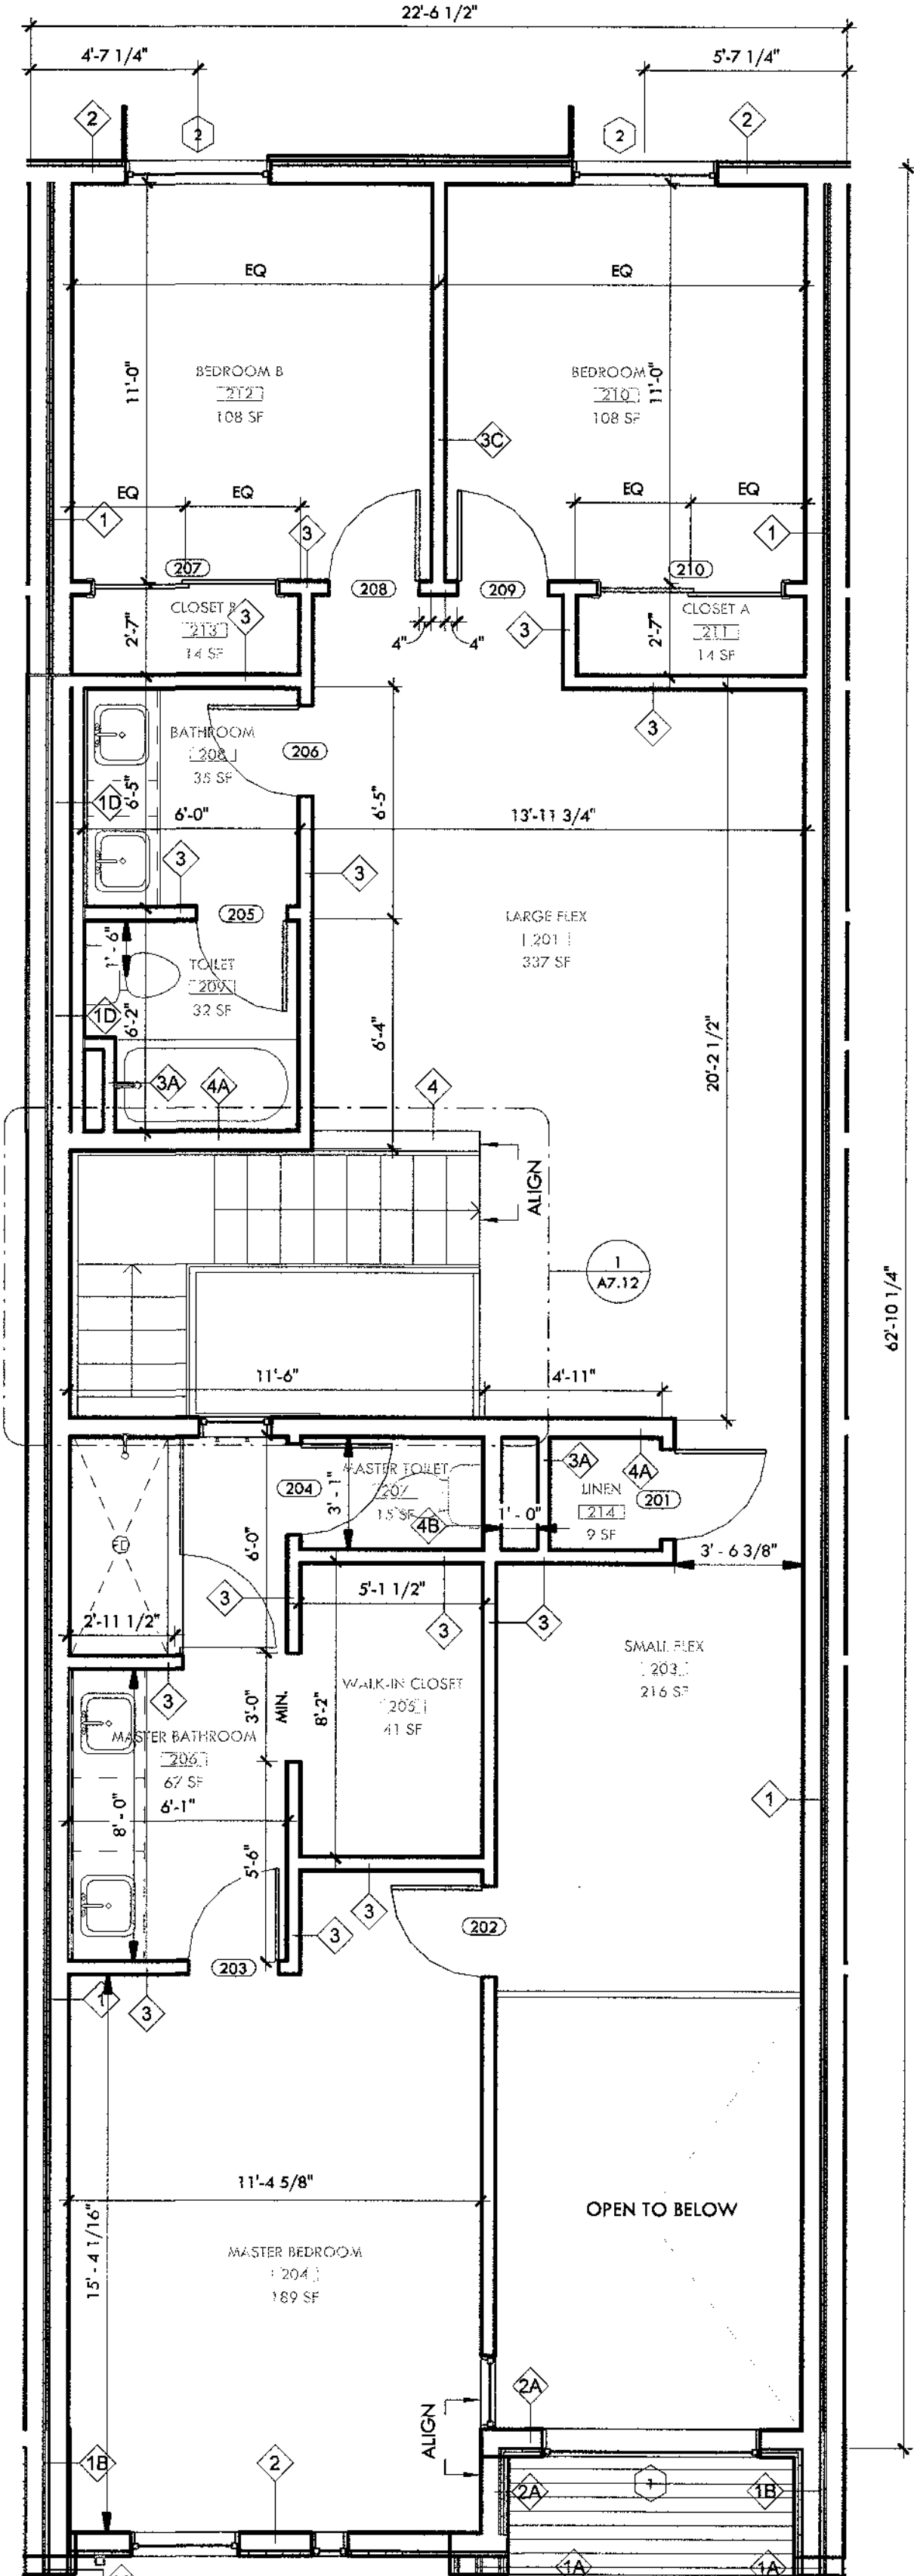 22'-6 1/2"
4'-7 1/4"
5'-7 1/4"
2
2
2
2
EQ
EQ
11'-0"
BEDROOM B
212
108 SF
BEDROOM
210
108 SF
11'-0"
3C
EQ
EQ
EQ
EQ
1
3
1
207
208
209
210
CLOSET B
213
14 SF
3
2'-7"
4"
4"
3
CLOSET A
211
14 SF
2'-7"
3
BATHROOM
208
35 SF
206
1D
6'-5"
6'-0"
6'-5"
13'-11 3/4"
3
3
205
LARGE FLEX
201
337 SF
1'-6"
TOILET
209
32 SF
1D
6'-2"
6'-4"
20'-2 1/2"
3A
4A
4
ALIGN
1
A7.12
62'-10 1/4"
11'-6"
4'-11"
204
3'-1"
MASTER TOILET
207
15 SF
4B
3A
1'-0"
4A
LINEN
214
9 SF
201
FD
6'-0"
3'-6 3/8"
2'-11 1/2"
3
5'-1 1/2"
3
3
SMALL FLEX
203
216 SF
3
3'-0"
MIN.
8'-2"
WALK-IN CLOSET
205
41 SF
MASTER BATHROOM
206
67 SF
8'-0"
6'-1"
5'-6"
1
3
3
202
203
1
3
11'-4 5/8"
15'-4 1/16"
OPEN TO BELOW
MASTER BEDROOM
204
189 SF
2A
ALIGN
1B
2
2A
1
1B
1A
1A